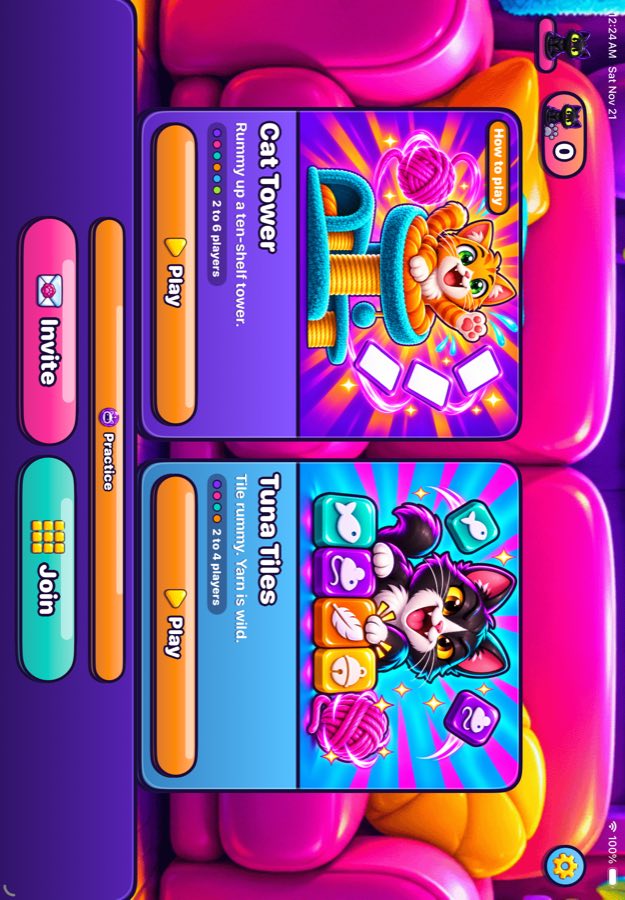 12:24 AM Sat Nov 21
100%
0
How to play
Cat Tower
Rummy up a ten-shelf tower.
2 to 6 players
Play
Tuna Tiles
Tile rummy. Yarn is wild.
2 to 4 players
Play
Practice
Invite
Join